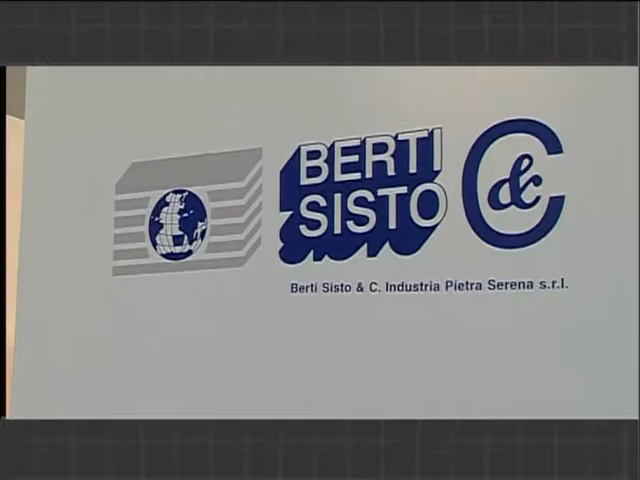 BERTI
SISTO
& C
Berti Sisto & C. Industria Pietra Serena s.r.l.